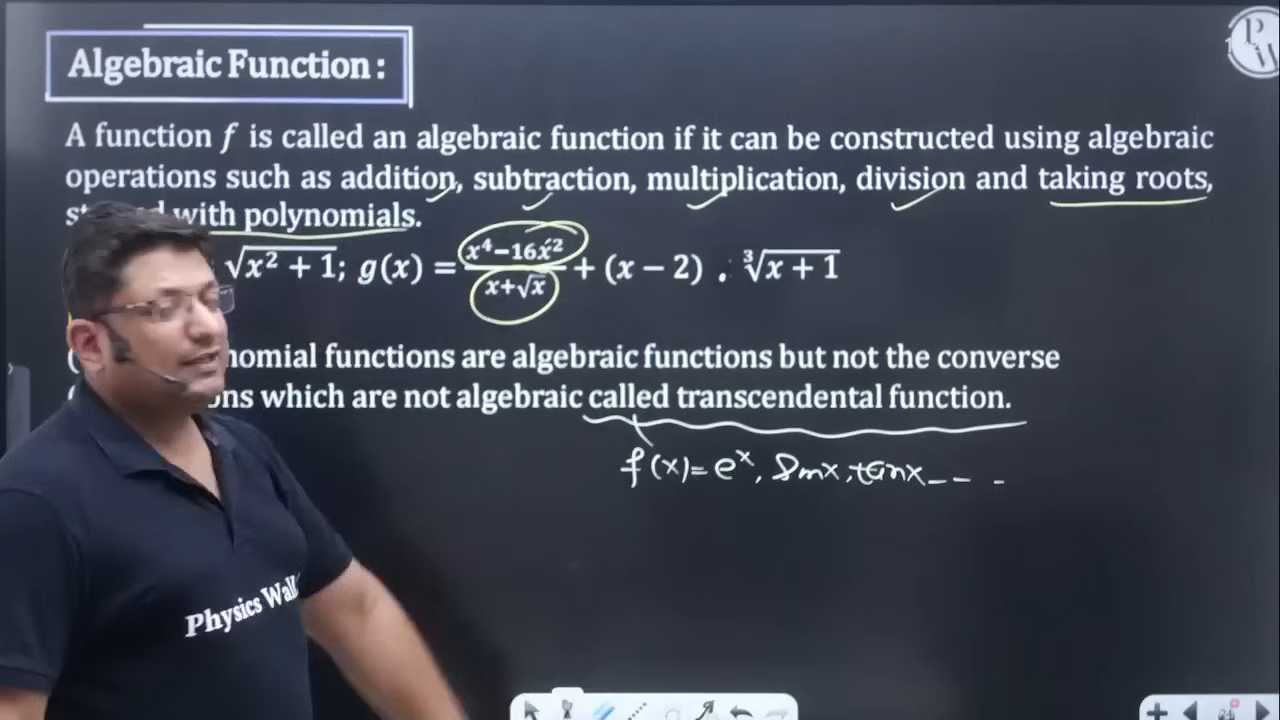 Algebraic Function :
A function f is called an algebraic function if it can be constructed using algebraic
operations such as addition, subtraction, multiplication, division and taking roots,
with polynomials.
√x² + 1; g(x) = x⁴−16x²/x+√x + (x − 2) . ∛x + 1
nomial functions are algebraic functions but not the converse
ns which are not algebraic called transcendental function.
f(x)= eˣ, Sinx, tanx - - -
Physics Wall
P
W